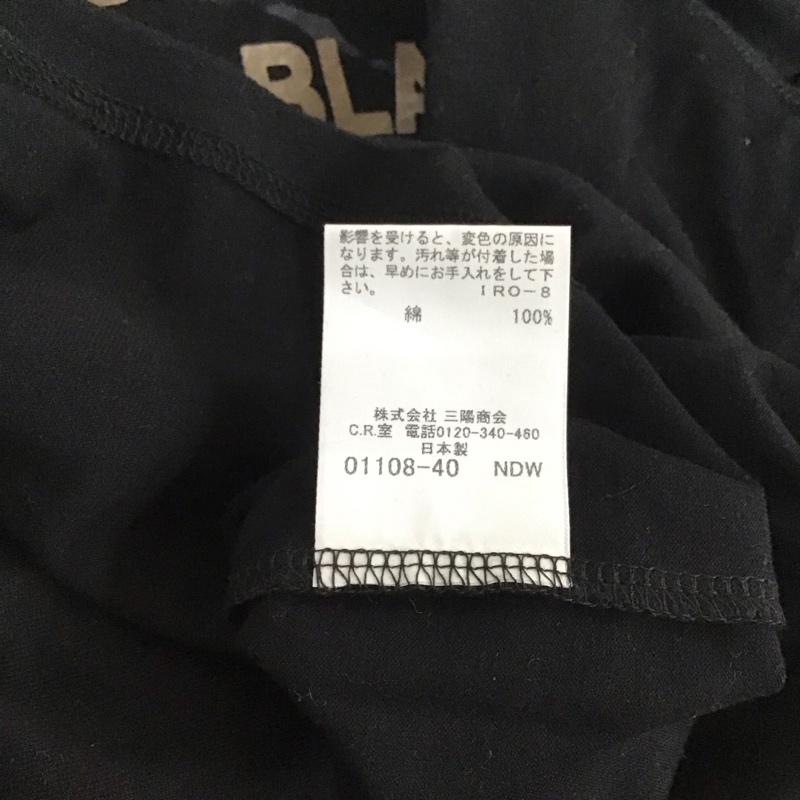 BLA
影響を受けると、変色の原因に
なります。汚れ等が付着した場
合は、早めにお手入れをして下
さい。 IRO-8
綿 100%
株式会社 三陽商会
C.R.室 電話0120-340-460
日本製
01108-40 NDW